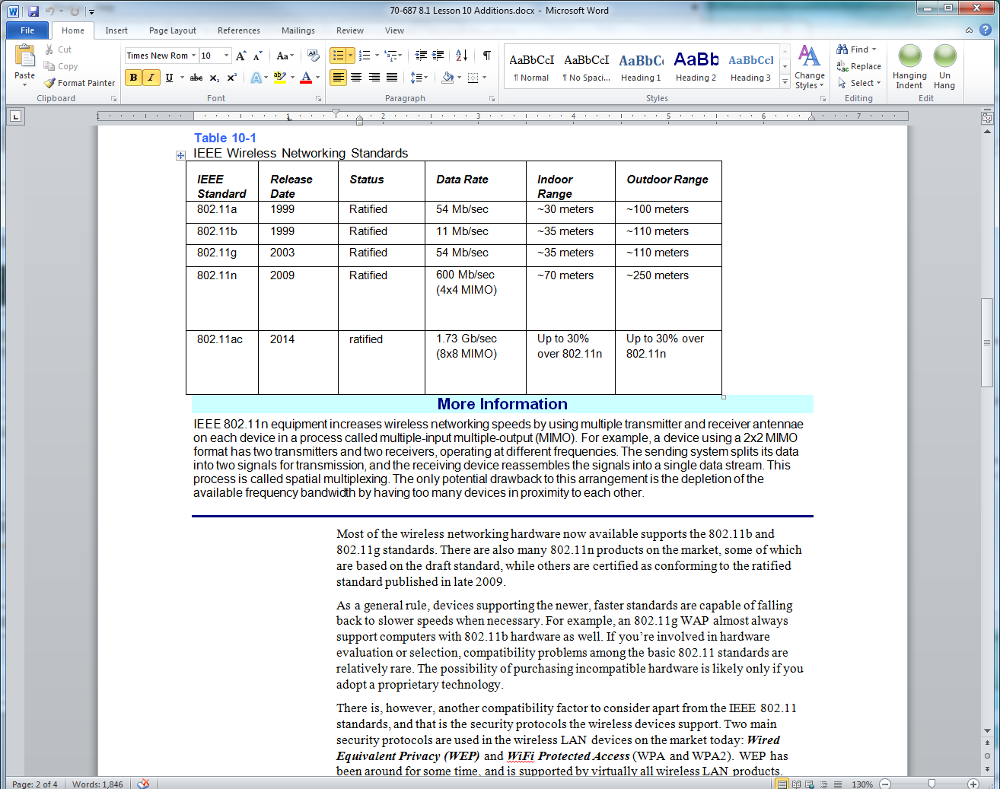 70-687 8.1 Lesson 10 Additions.docx - Microsoft Word
File Home Insert Page Layout References Mailings Review View
Paste
Cut
Copy
Format Painter
Clipboard
Times New Rom 10
B I U abc x₂ x²
Font
Paragraph
AaBbCcI AaBbCcI AaBbC AaBb AaBbCcI
¶ Normal ¶ No Spaci... Heading 1 Heading 2 Heading 3
Change Styles
Styles
Find
Replace
Select
Editing
Hanging Indent
Un Hang
Edit
1 1 2 3 4 5 6 7
Table 10-1
IEEE Wireless Networking Standards
IEEE Standard Release Date Status Data Rate Indoor Range Outdoor Range
802.11a 1999 Ratified 54 Mb/sec ~30 meters ~100 meters
802.11b 1999 Ratified 11 Mb/sec ~35 meters ~110 meters
802.11g 2003 Ratified 54 Mb/sec ~35 meters ~110 meters
802.11n 2009 Ratified 600 Mb/sec (4x4 MIMO) ~70 meters ~250 meters
802.11ac 2014 ratified 1.73 Gb/sec (8x8 MIMO) Up to 30% over 802.11n Up to 30% over 802.11n
More Information
IEEE 802.11n equipment increases wireless networking speeds by using multiple transmitter and receiver antennae
on each device in a process called multiple-input multiple-output (MIMO). For example, a device using a 2x2 MIMO
format has two transmitters and two receivers, operating at different frequencies. The sending system splits its data
into two signals for transmission, and the receiving device reassembles the signals into a single data stream. This
process is called spatial multiplexing. The only potential drawback to this arrangement is the depletion of the
available frequency bandwidth by having too many devices in proximity to each other.
Most of the wireless networking hardware now available supports the 802.11b and
802.11g standards. There are also many 802.11n products on the market, some of which
are based on the draft standard, while others are certified as conforming to the ratified
standard published in late 2009.
As a general rule, devices supporting the newer, faster standards are capable of falling
back to slower speeds when necessary. For example, an 802.11g WAP almost always
support computers with 802.11b hardware as well. If you’re involved in hardware
evaluation or selection, compatibility problems among the basic 802.11 standards are
relatively rare. The possibility of purchasing incompatible hardware is likely only if you
adopt a proprietary technology.
There is, however, another compatibility factor to consider apart from the IEEE 802.11
standards, and that is the security protocols the wireless devices support. Two main
security protocols are used in the wireless LAN devices on the market today: Wired
Equivalent Privacy (WEP) and WiFi Protected Access (WPA and WPA2). WEP has
been around for some time, and is supported by virtually all wireless LAN products.
Page: 2 of 4 Words: 1,846 130%